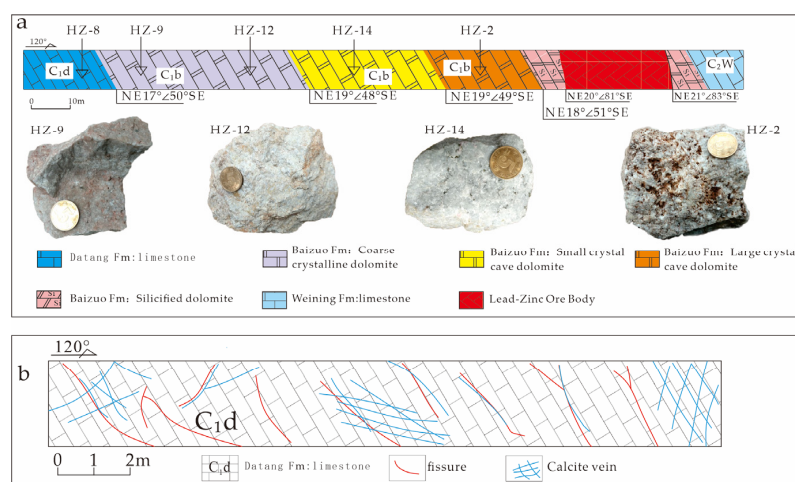 a
HZ-8 HZ-9 HZ-12 HZ-14 HZ-2
120°
C₁d C₁b C₁b C₁b C₂W
0 10m
NE17°∠50°SE NE19°∠48°SE NE19°∠49°SE NE20°∠81°SE NE21°∠83°SE
NE18°∠51°SE
HZ-9 HZ-12 HZ-14 HZ-2
Datang Fm:limestone
Baizuo Fm: Coarse
crystalline dolomite
Baizuo Fm: Small crystal
cave dolomite
Baizuo Fm: Large crystal
cave dolomite
Si
Si
Baizuo Fm: Silicified dolomite
Weining Fm:limestone
Lead-Zinc Ore Body
120°
b
C₁d
0 1 2m
C₁d Datang Fm:limestone
fissure
Calcite vein